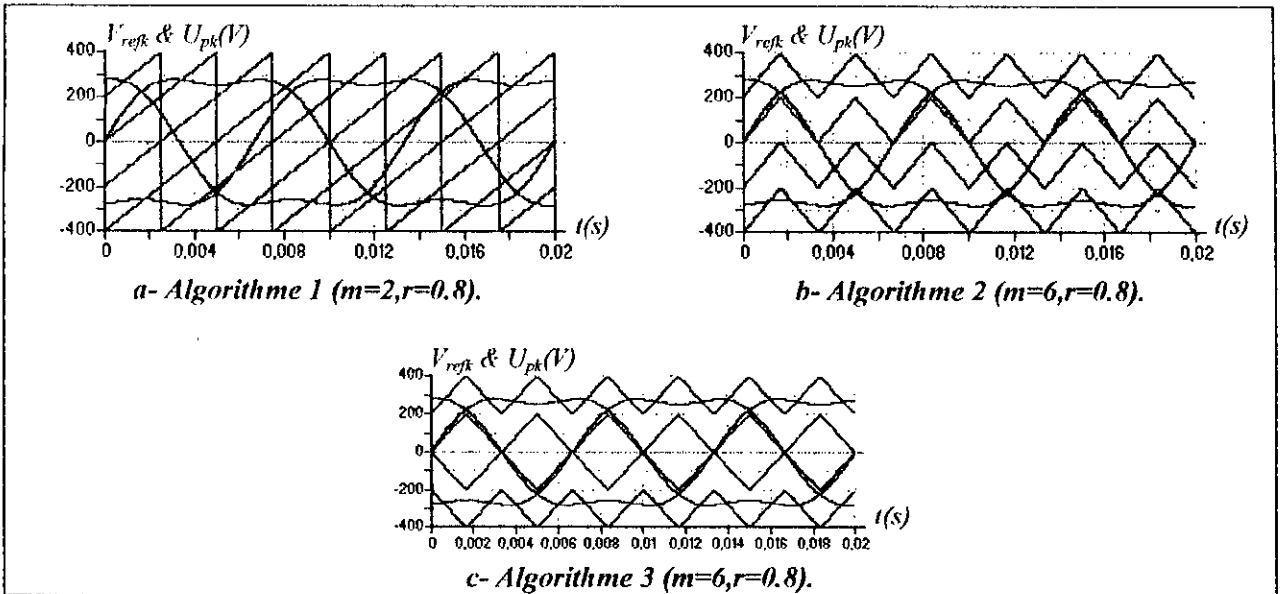 V_refk & U_pk(V)
400
200
0
-200
-400
0 0,004 0,008 0,012 0,016 0,02
t(s)
a- Algorithme 1 (m=2,r=0.8).
V_refk & U_pk(V)
400
200
0
-200
-400
0 0,004 0,008 0,012 0,016 0,02
t(s)
b- Algorithme 2 (m=6,r=0.8).
V_refk & U_pk(V)
400
200
0
-200
-400
0 0,002 0,004 0,006 0,008 0,01 0,012 0,014 0,016 0,018 0,02
t(s)
c- Algorithme 3 (m=6,r=0.8).